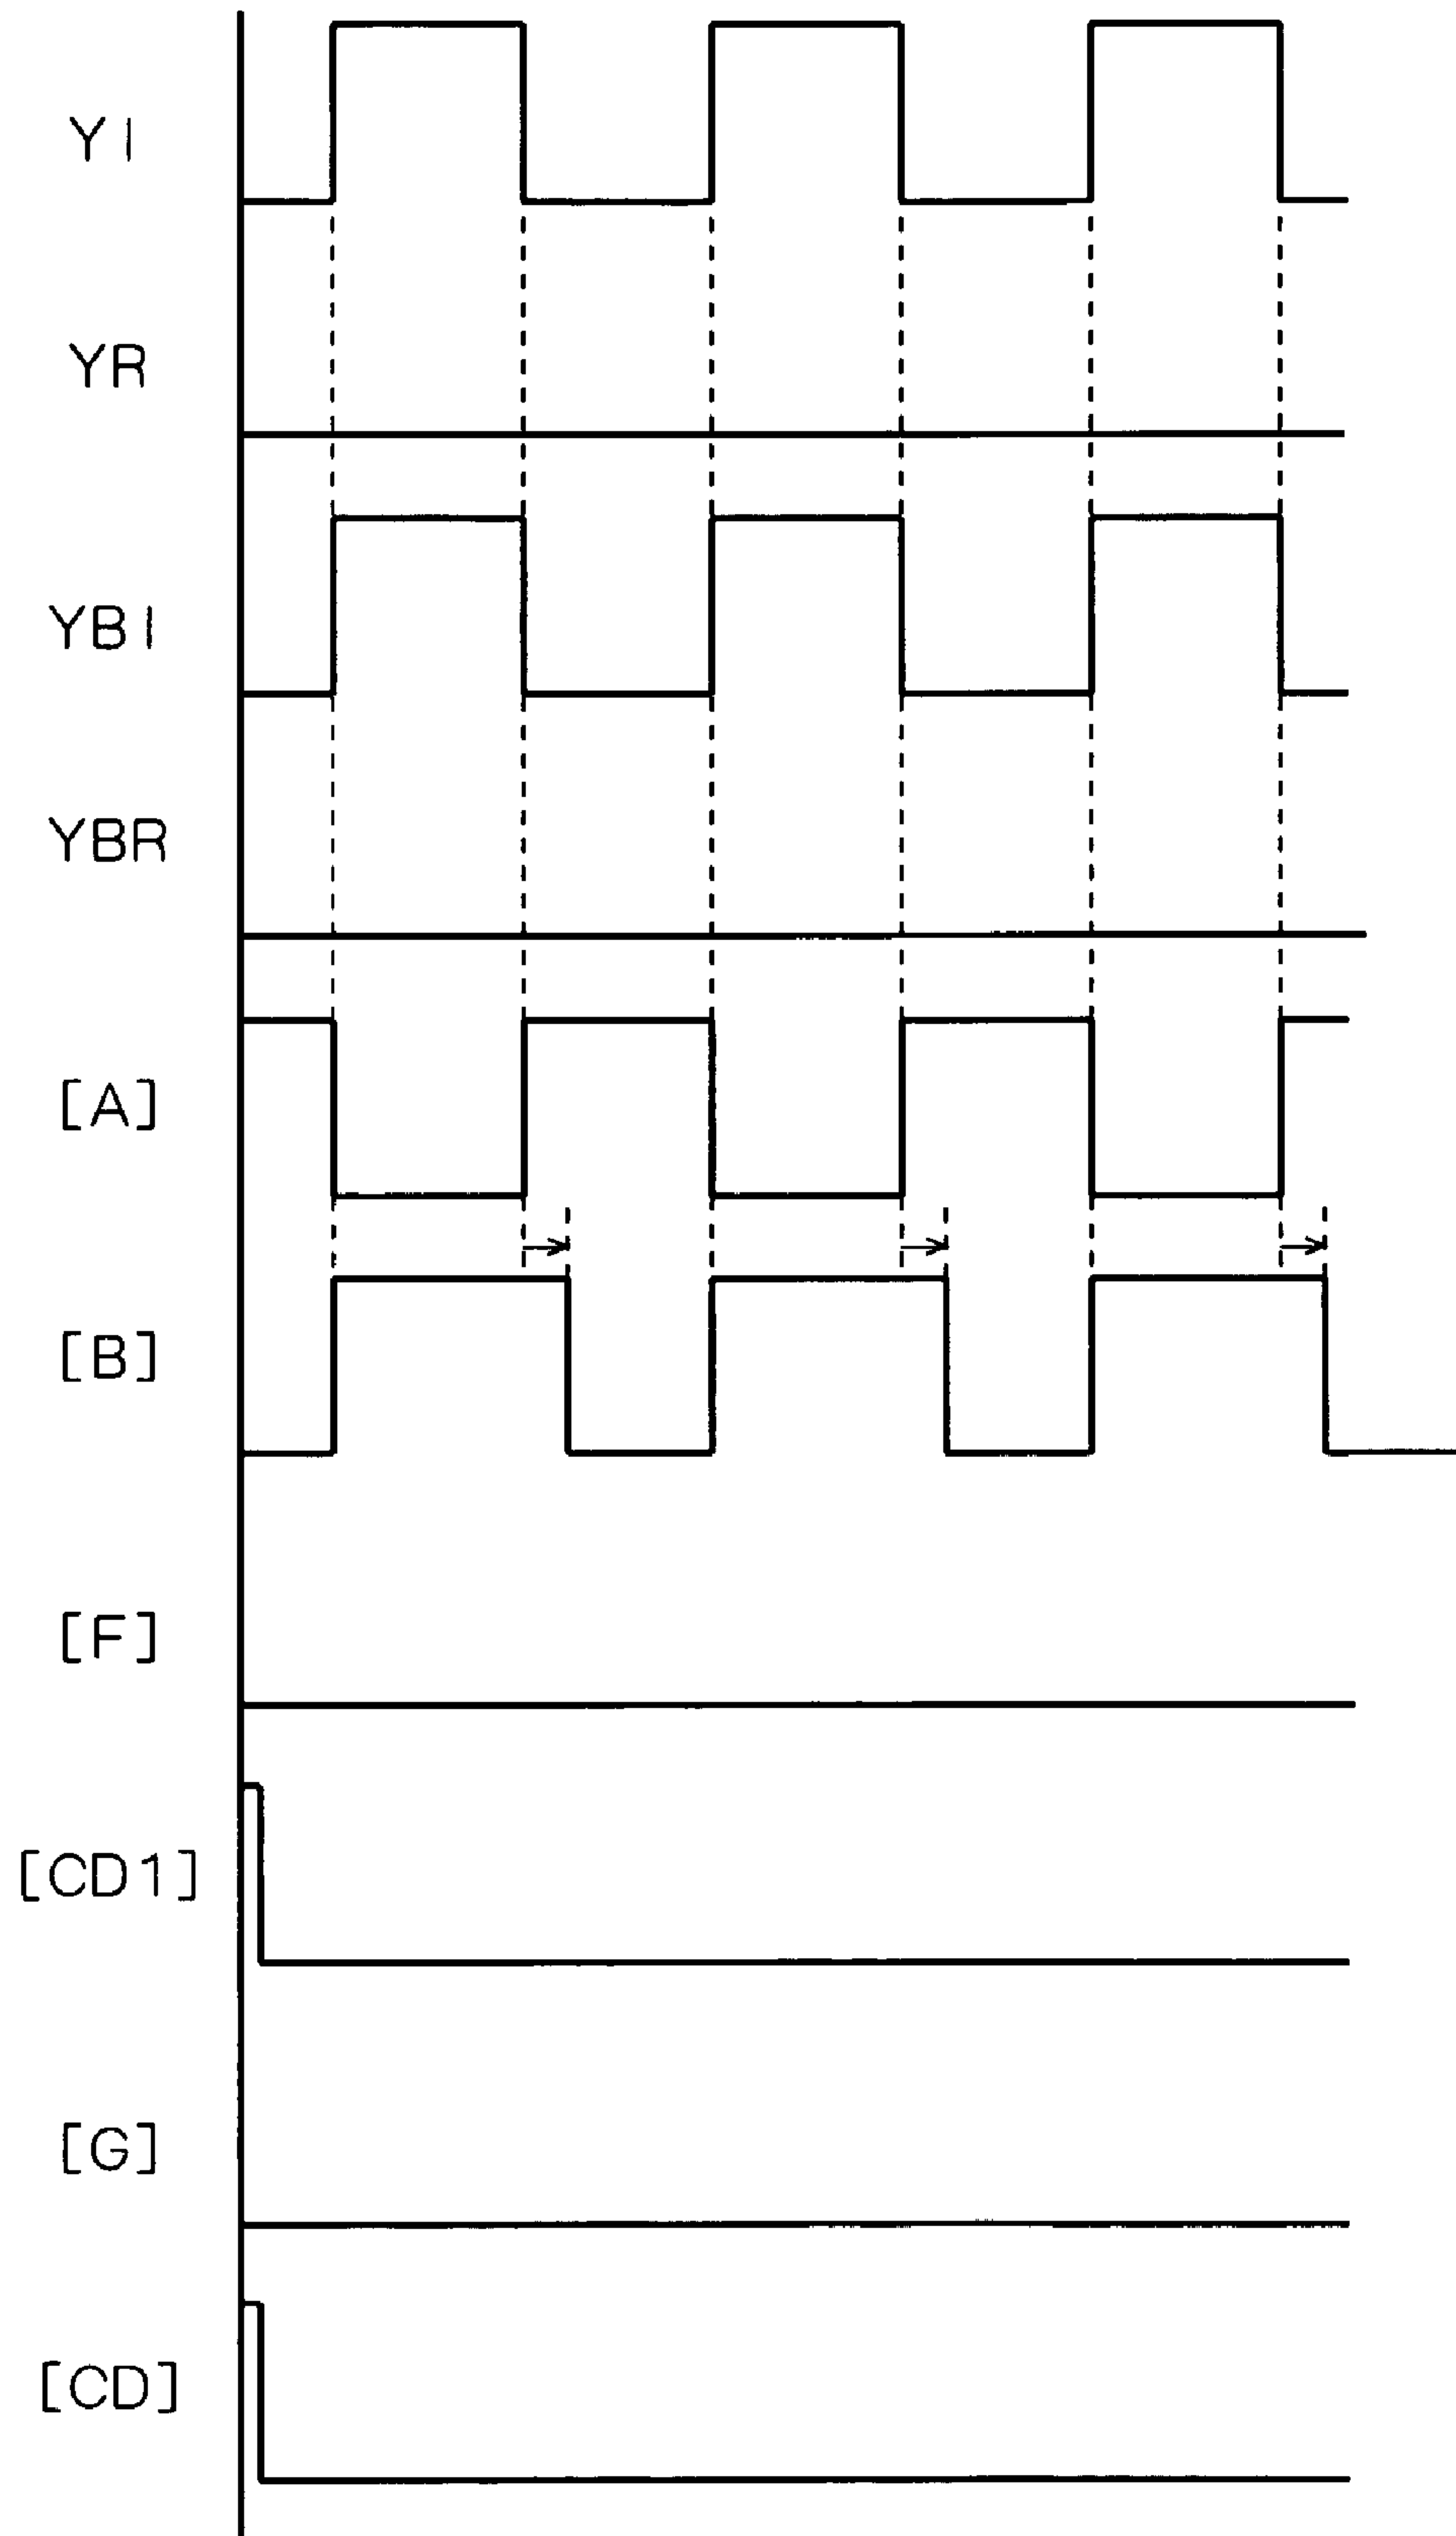 YI
YR
YBI
YBR
[A]
[B]
[F]
[CD1]
[G]
[CD]